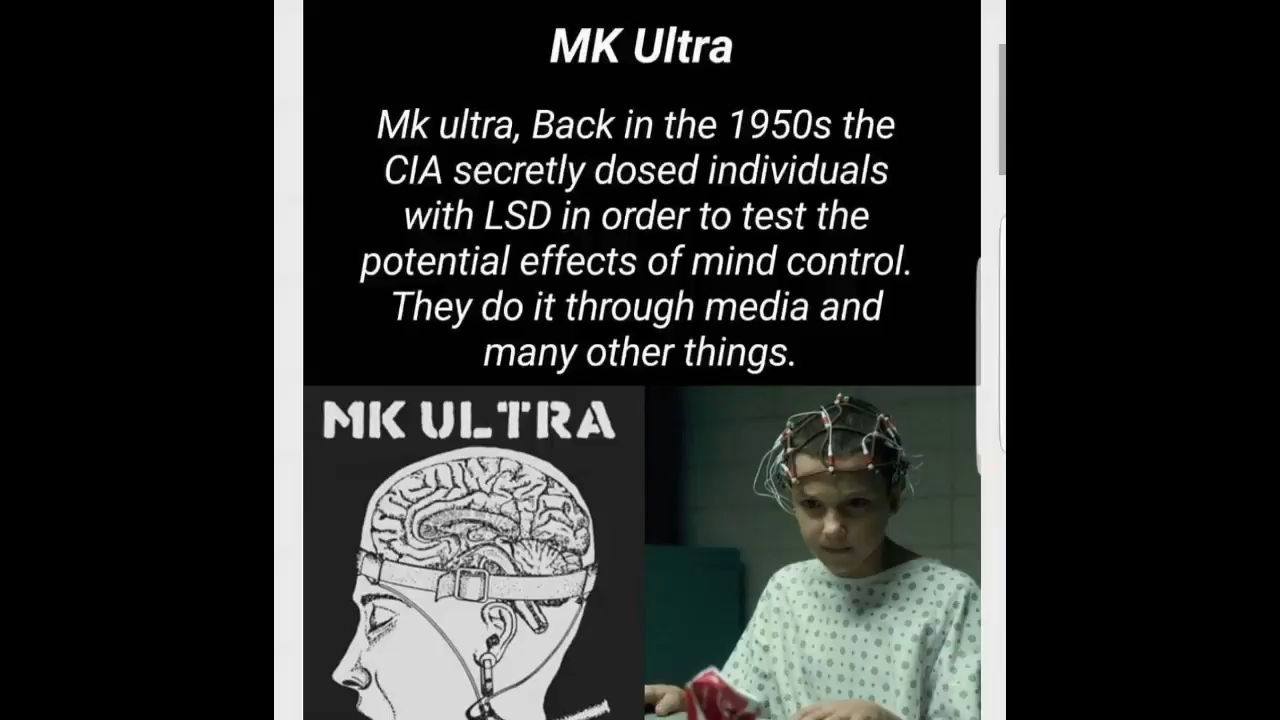 MK Ultra
Mk ultra, Back in the 1950s the
CIA secretly dosed individuals
with LSD in order to test the
potential effects of mind control.
They do it through media and
many other things.
MK ULTRA